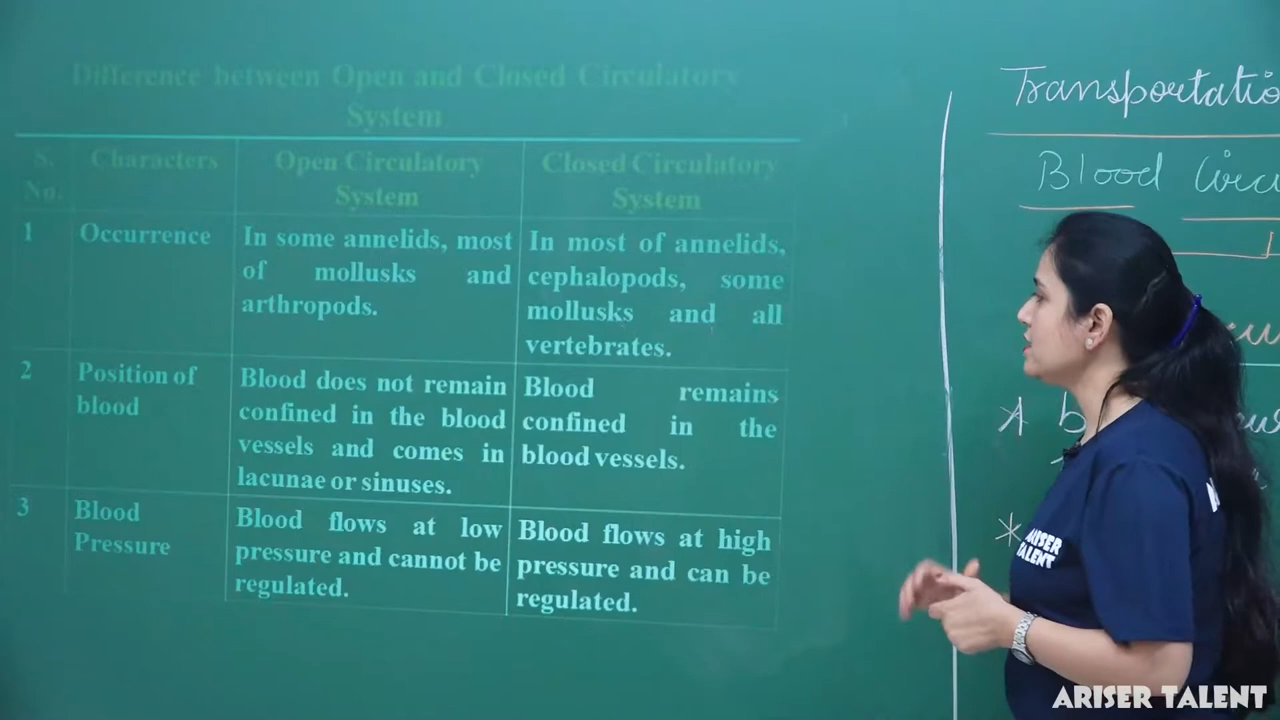 Difference between Open and Closed Circulatory
System
S. No.
Characters
Open Circulatory
System
Closed Circulatory
System
1
Occurrence
In some annelids, most
of mollusks and
arthropods.
In most of annelids,
cephalopods, some
mollusks and all
vertebrates.
2
Position of
blood
Blood does not remain
confined in the blood
vessels and comes in
lacunae or sinuses.
Blood remains
confined in the
blood vessels.
3
Blood
Pressure
Blood flows at low
pressure and cannot be
regulated.
Blood flows at high
pressure and can be
regulated.
Transportatio
Blood Circ
A b
*
ARISER
TALENT
ARISER TALENT